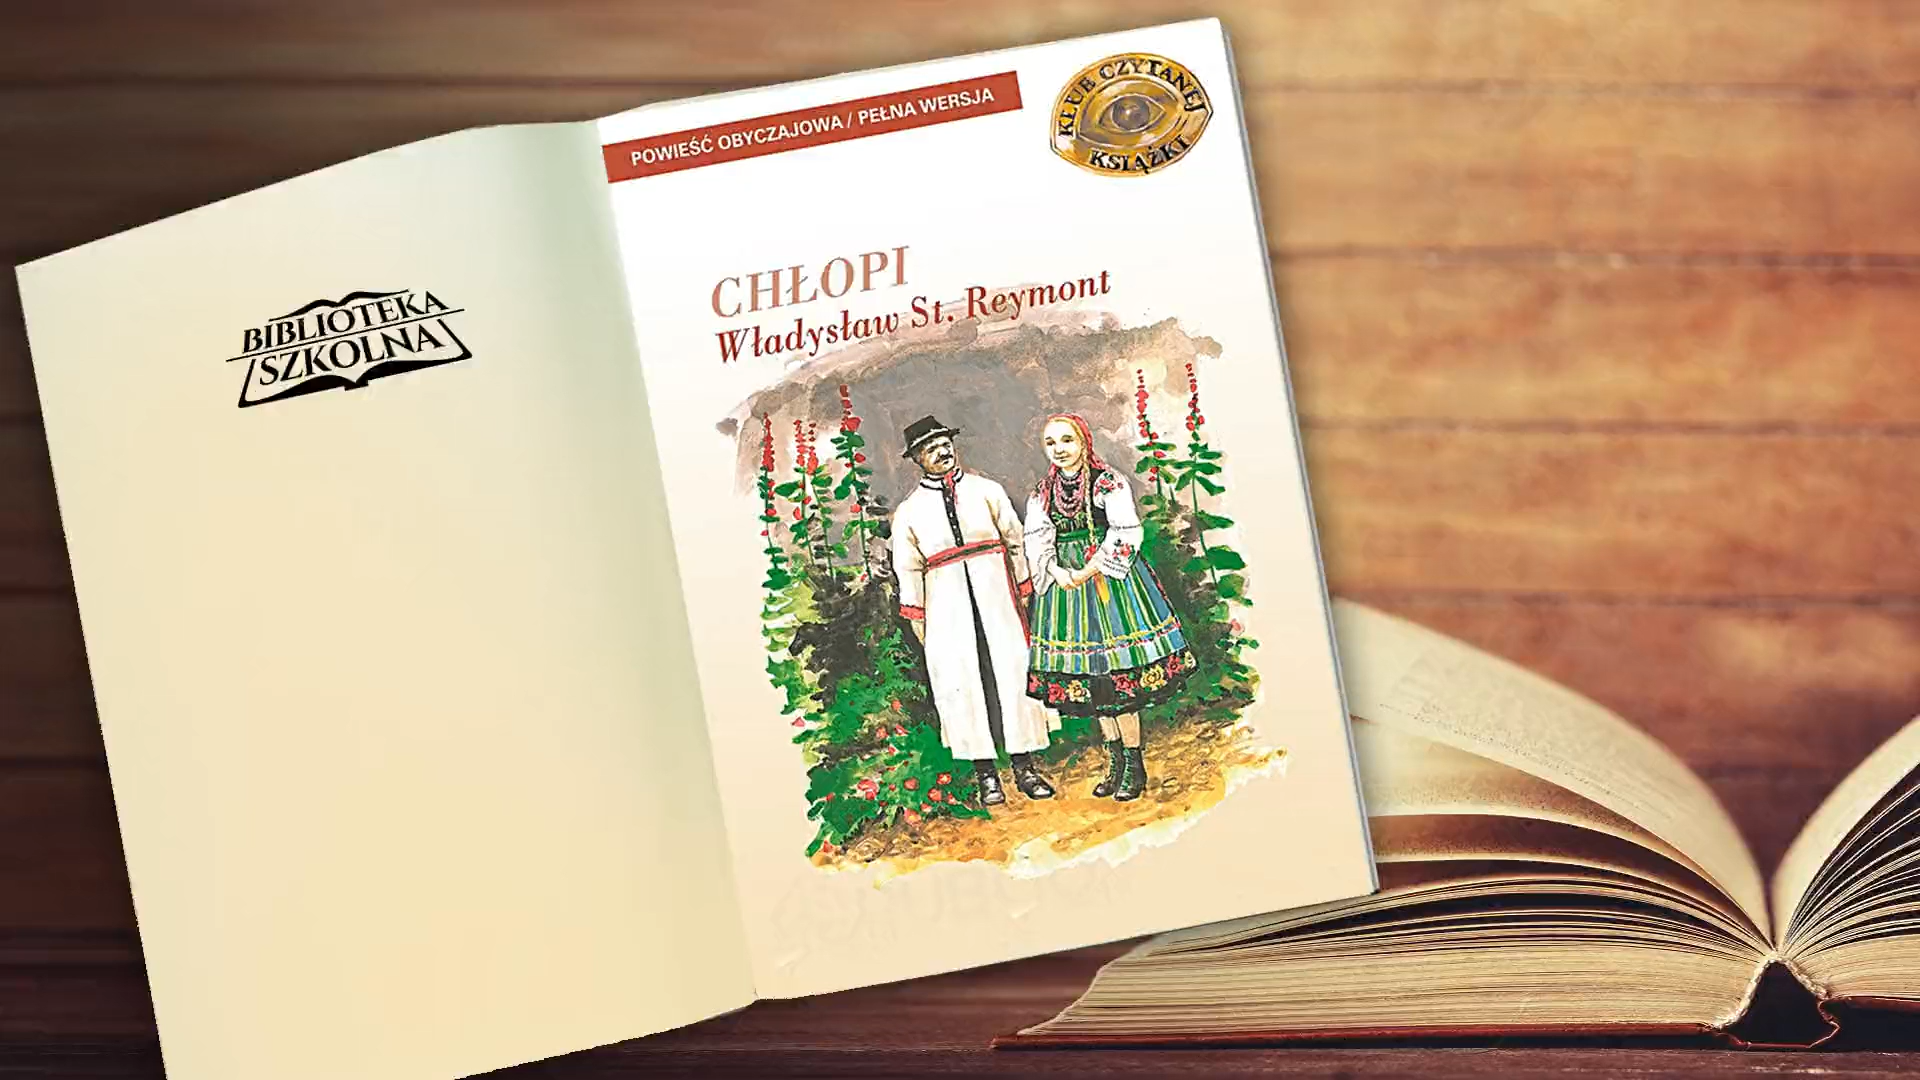 BIBLIOTEKA
SZKOLNA
POWIEŚĆ OBYCZAJOWA / PEŁNA WERSJA
KLUB CZYTANEJ
KSIĄŻKI
CHŁOPI
Władysław St. Reymont